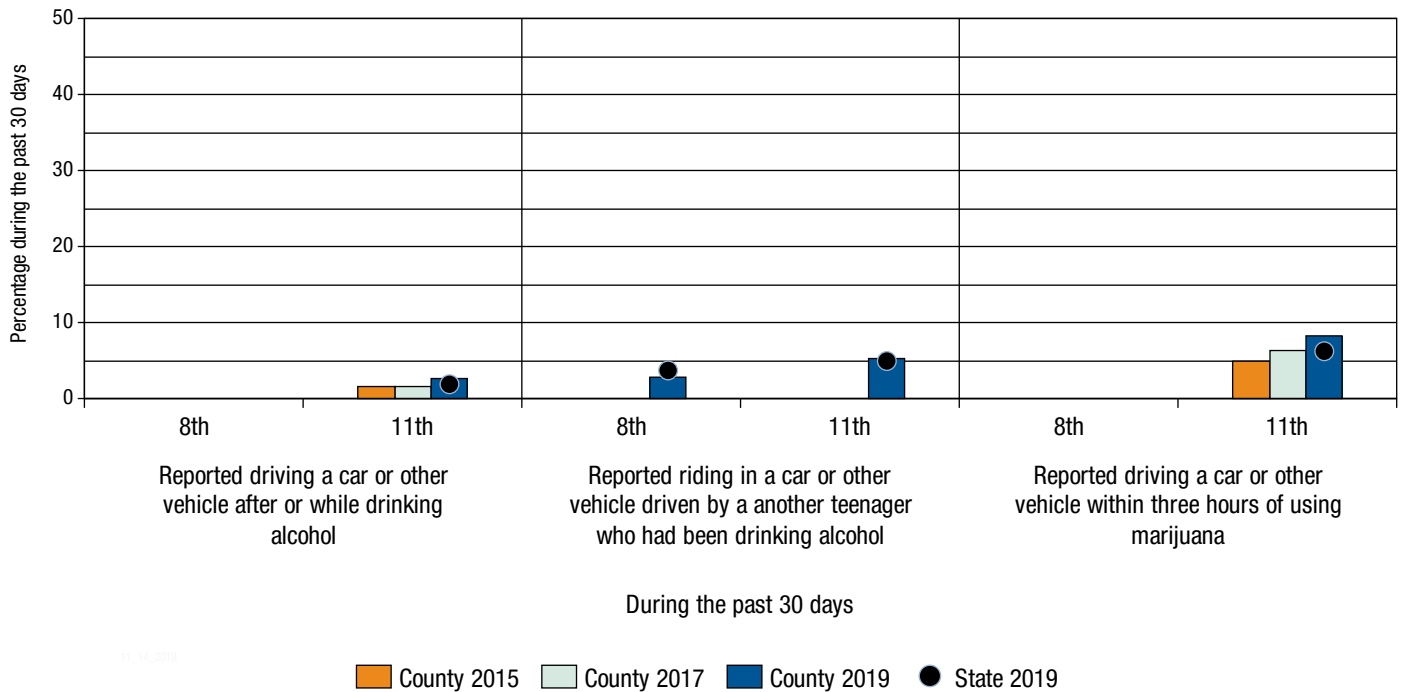 Percentage during the past 30 days
50
40
30
20
10
0
8th 11th 8th 11th 8th 11th
Reported driving a car or other
vehicle after or while drinking
alcohol
Reported riding in a car or other
vehicle driven by a another teenager
who had been drinking alcohol
Reported driving a car or other
vehicle within three hours of using
marijuana
During the past 30 days
County 2015 County 2017 County 2019 State 2019